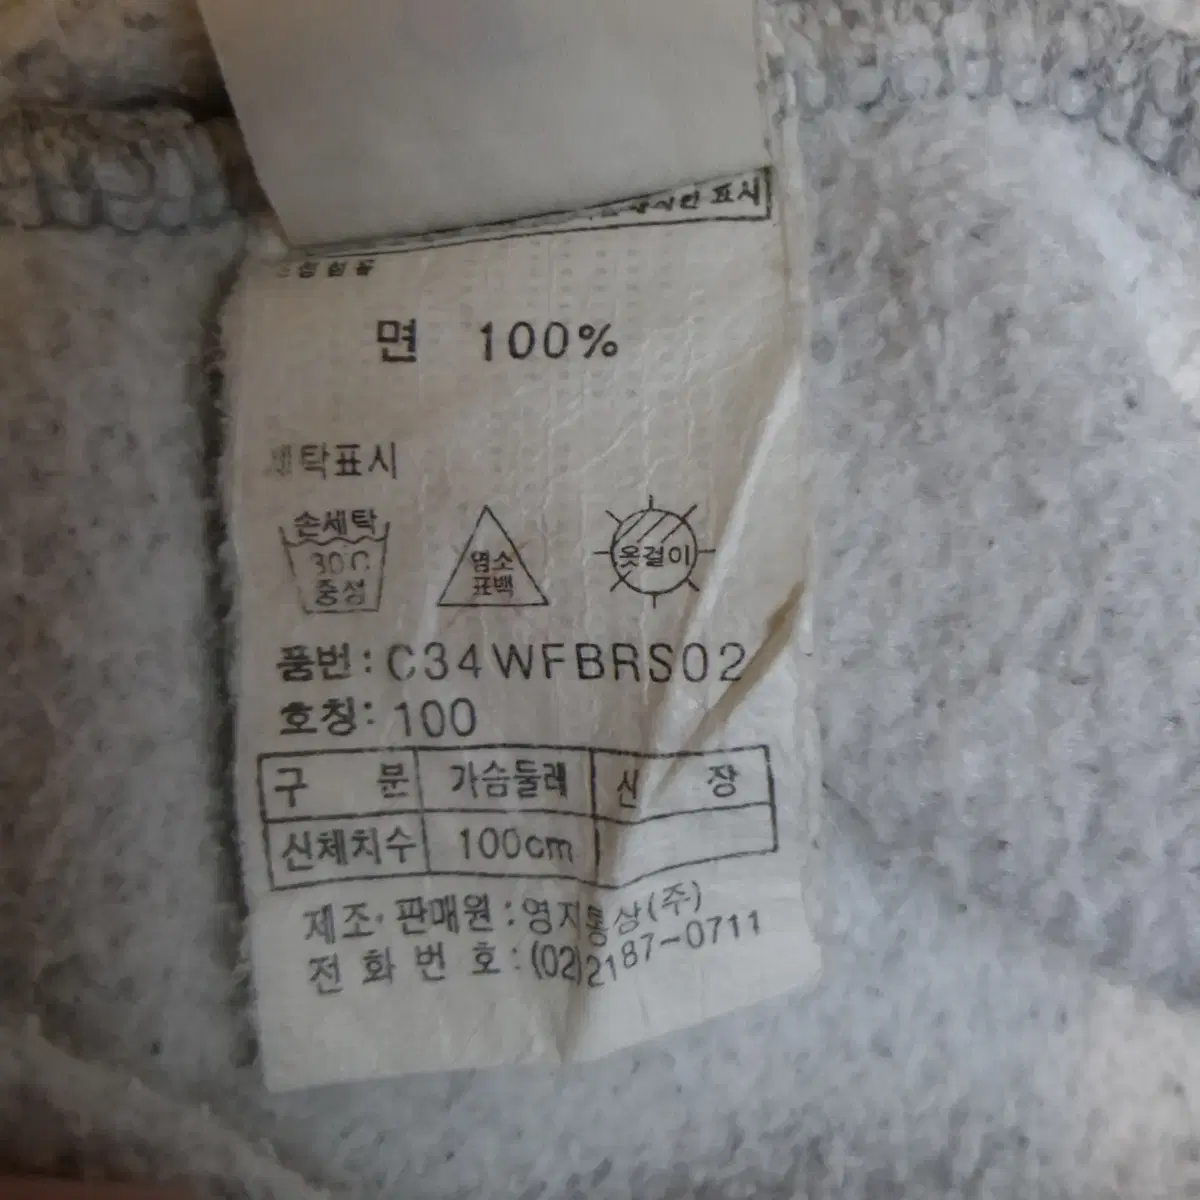 표시
면 100%
세탁표시
손세탁
30℃
중성
염소
표백
옷걸이
품번: C34WFBRS02
호칭: 100
구 분 가슴둘레 신 장
신체치수 100cm
제조·판매원 : 영지통상(주)
전화번호 : (02)2187-0711